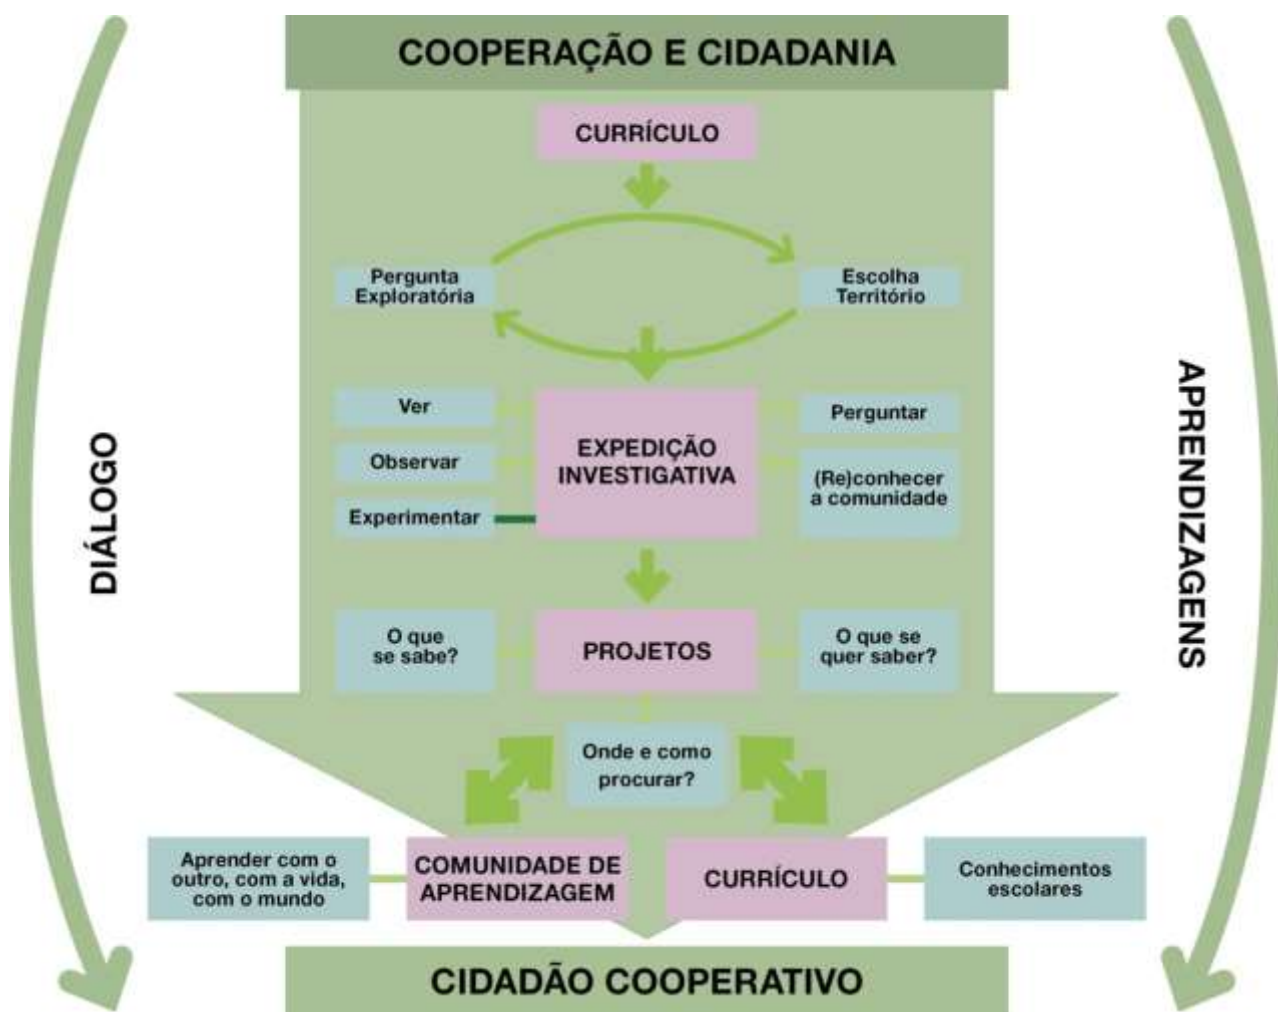 COOPERAÇÃO E CIDADANIA
CURRÍCULO
Pergunta
Exploratória
Escolha
Território
Ver
Observar
Experimentar
EXPEDIÇÃO
INVESTIGATIVA
Perguntar
(Re)conhecer
a comunidade
DIÁLOGO
APRENDIZAGENS
O que
se sabe?
PROJETOS
O que se
quer saber?
Onde e como
procurar?
Aprender com o
outro, com a vida,
com o mundo
COMUNIDADE DE
APRENDIZAGEM
CURRÍCULO
Conhecimentos
escolares
CIDADÃO COOPERATIVO